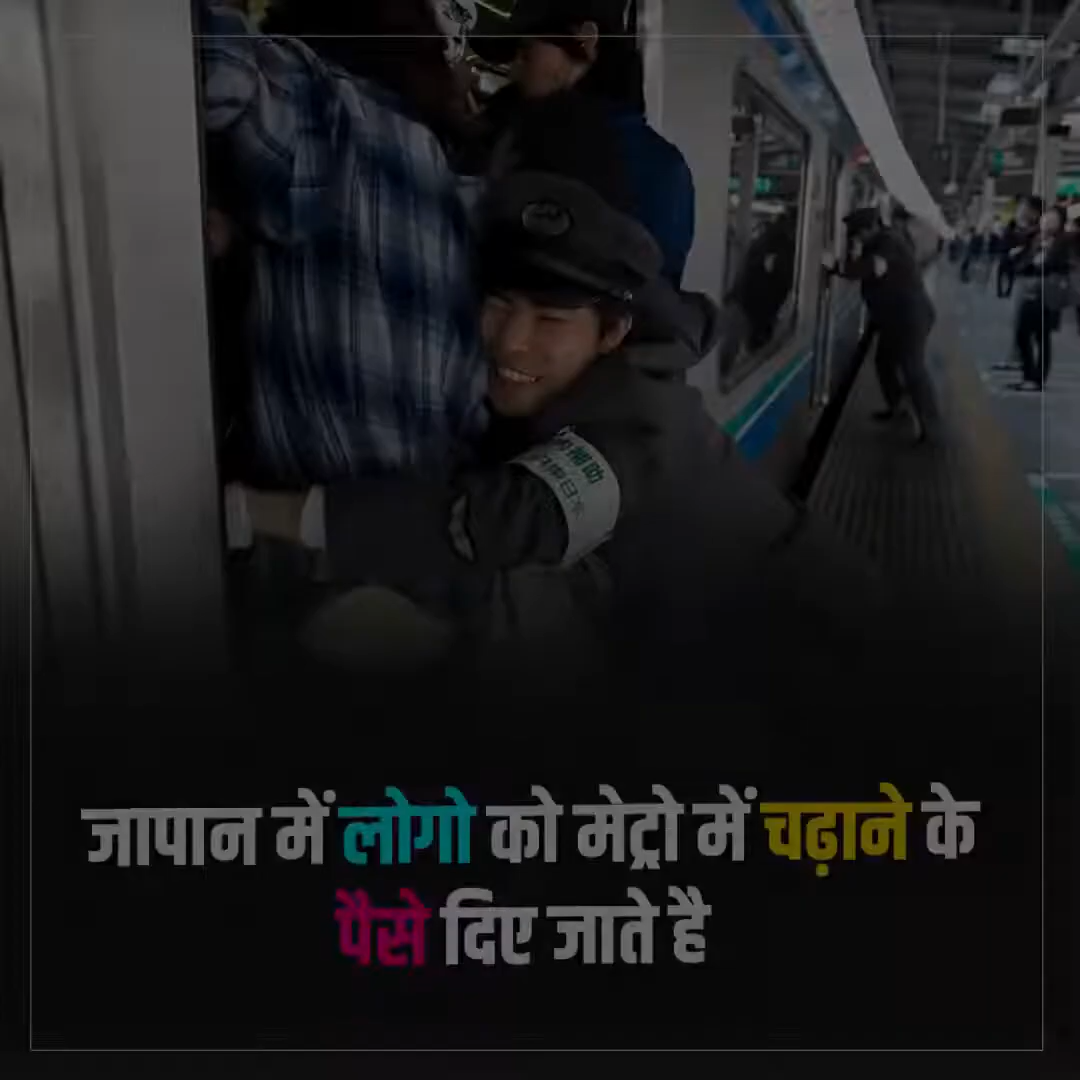 जापान में लोगो को मेट्रो में चढ़ाने के
पैसे दिए जाते है